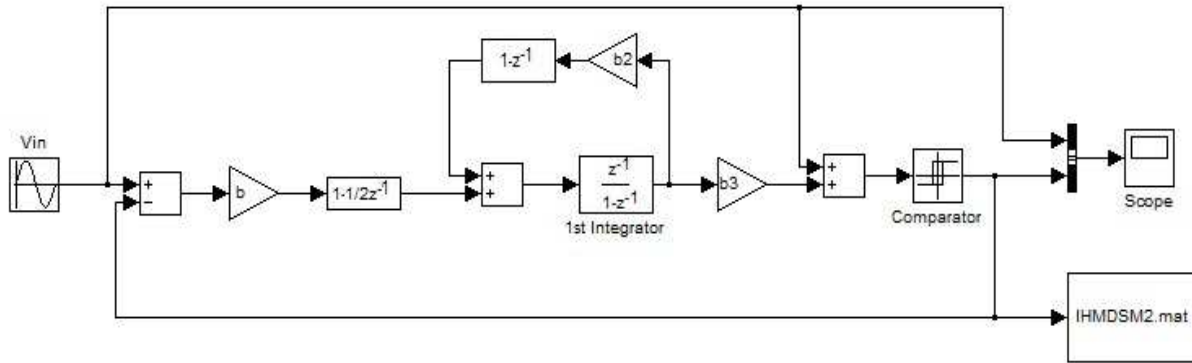 1-z-1
b2
Vin
+
−
b
1-1/2z-1
+
+
z-1
1-z-1
1st Integrator
b3
+
+
Comparator
Scope
IHMDSM2.mat